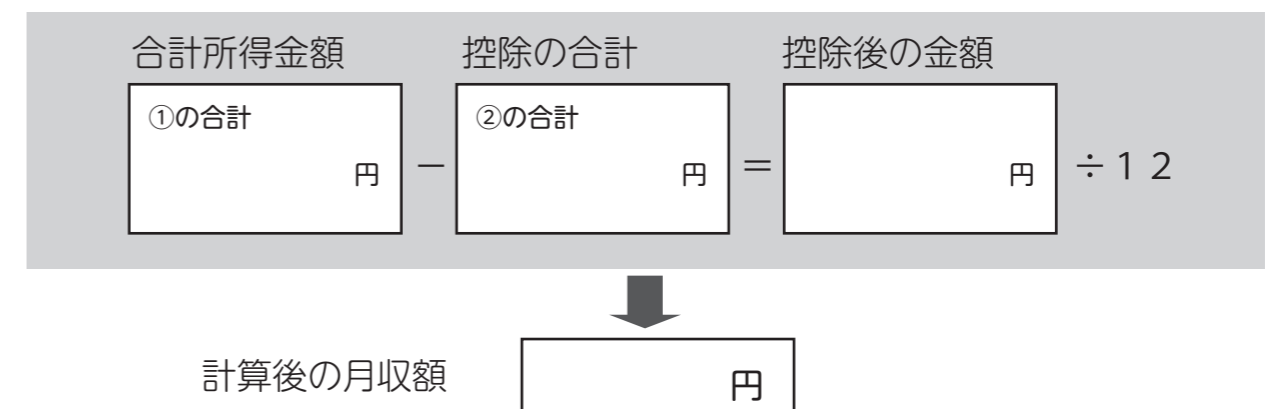 合計所得金額 控除の合計 控除後の金額
①の合計 ②の合計
円 － 円 ＝ 円 ÷１２
計算後の月収額 円